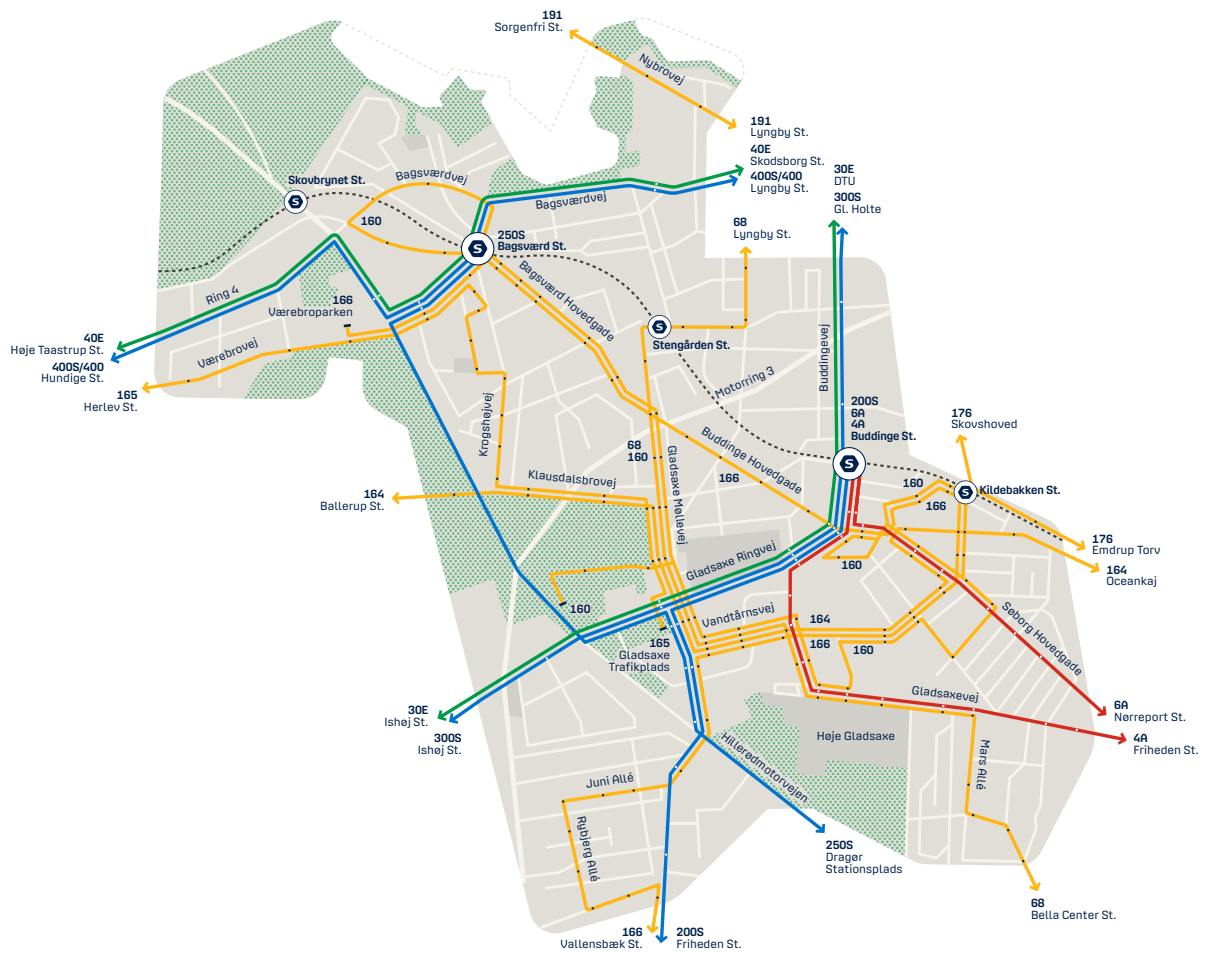 191
Sorgenfri St.
Nybrovej
191
Lyngby St.
40E
Skodsborg St.
400S/400
Lyngby St.
30E
DTU
300S
Gl. Holte
68
Lyngby St.
Skovbrynet St.
S
Bagsværdvej
160
Bagsværdvej
250S
Bagsværd St.
S
Ring 4
166
Værebroparken
Bagsværd Hovedgade
S
Stengården St.
40E
Høje Taastrup St.
400S/400
Hundige St.
Værebrovej
165
Herlev St.
Motorring 3
Buddingevej
200S
6A
4A
Buddinge St.
S
176
Skovshoved
Krogshøjvej
68
160
Gladsaxe Møllevej
Buddinge Hovedgade
166
Klausdalsbrovej
164
Ballerup St.
160
166
S
Kildebakken St.
176
Emdrup Torv
164
Oceankaj
Gladsaxe Ringvej
160
160
Vandtårnsvej
164
166
160
165
Gladsaxe
Trafikplads
Søborg Hovedgade
30E
Ishøj St.
300S
Ishøj St.
Gladsaxevej
6A
Nørreport St.
4A
Friheden St.
Høje Gladsaxe
Hillerødmotorvejen
Mars Allé
Juni Allé
Rybjerg Allé
250S
Dragør
Stationsplads
68
Bella Center St.
166
Vallensbæk St.
200S
Friheden St.